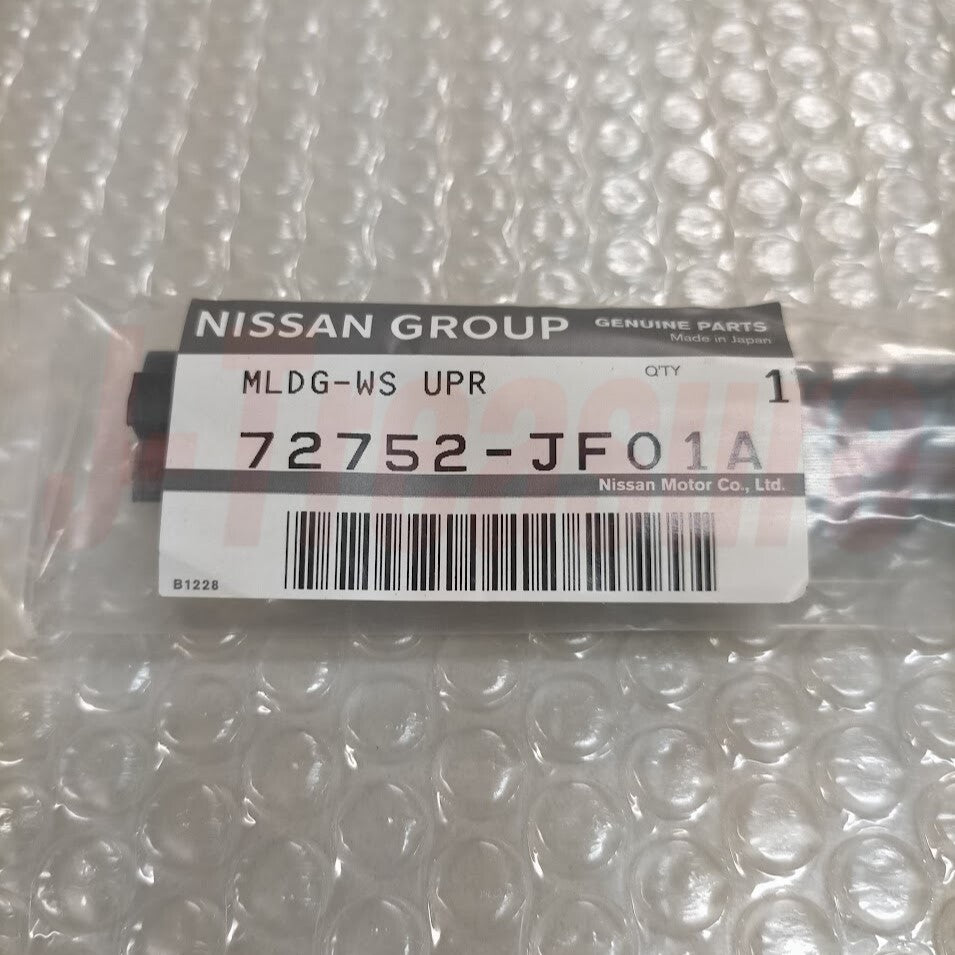 NISSAN GROUP GENUINE PARTS
Made in Japan
MLDG-WS UPR Q'TY 1
72752-JF01A
Nissan Motor Co., Ltd.
B1228